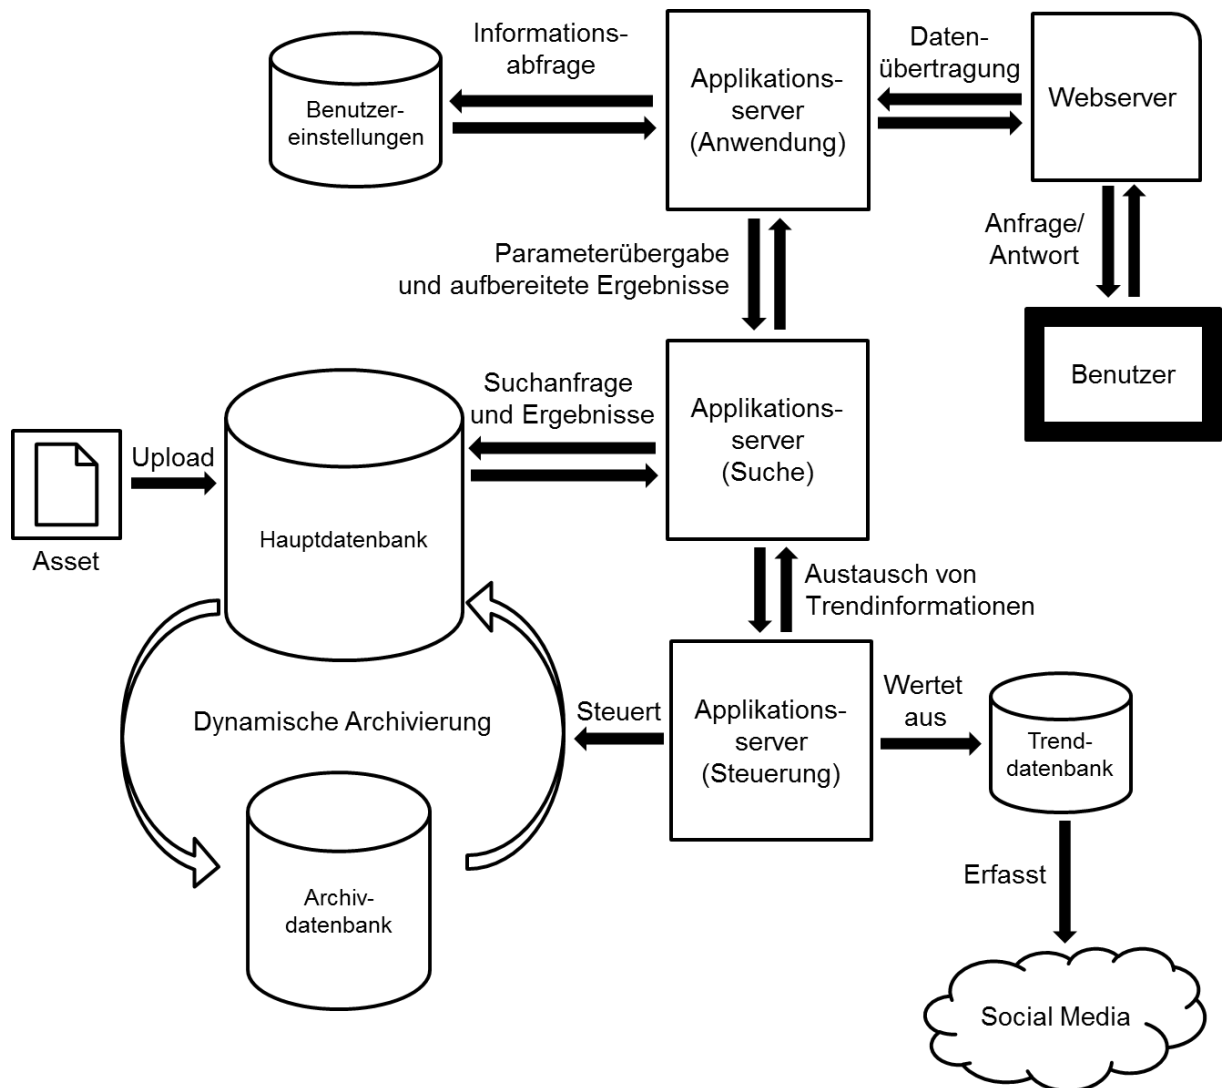 Informations-
abfrage
Benutzer-
einstellungen
Applikations-
server
(Anwendung)
Daten-
übertragung
Webserver
Parameterübergabe
und aufbereitete Ergebnisse
Anfrage/
Antwort
Benutzer
Suchanfrage
und Ergebnisse
Applikations-
server
(Suche)
Upload
Asset
Hauptdatenbank
Austausch von
Trendinformationen
Dynamische Archivierung
Steuert
Applikations-
server
(Steuerung)
Wertet
aus
Trend-
datenbank
Archiv-
datenbank
Erfasst
Social Media